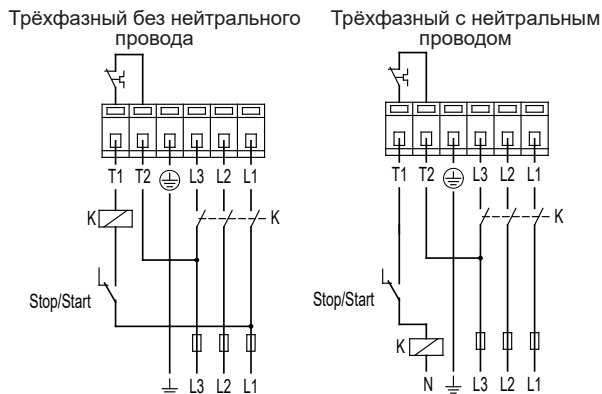 Трёхфазный без нейтрального
провода
T1 T2 L3 L2 L1
K K
Stop/Start
L3 L2 L1
Трёхфазный с нейтральным
проводом
T1 T2 L3 L2 L1
K
Stop/Start
K
N L3 L2 L1